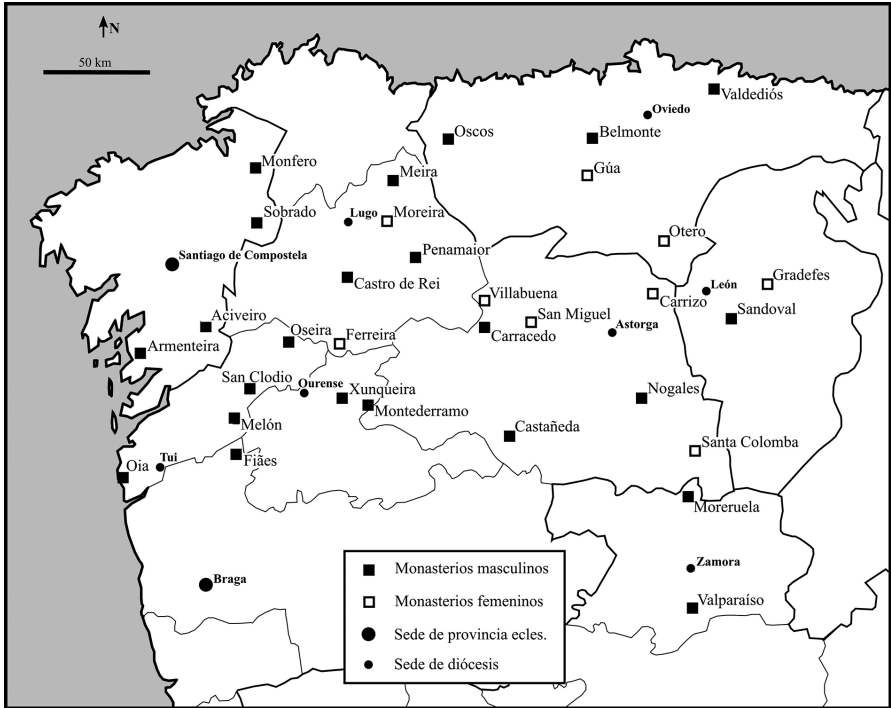 N
50 km
Valdediós
Oviedo
Oscos
Belmonte
Monfero
Meira
Gúa
Sobrado
Lugo
Moreira
Otero
Santiago de Compostela
Penamaior
Castro de Rei
Villabuena
Carrizo
León
Gradefes
San Miguel
Sandoval
Aciveiro
Oseira
Ferreira
Carracedo
Astorga
Armenteira
San Clodio
Ourense
Xunqueira
Nogales
Montederramo
Melón
Castañeda
Santa Colomba
Tui
Fiães
Oia
Moreruela
Zamora
Braga
Valparaíso
Monasterios masculinos
Monasterios femeninos
Sede de provincia ecles.
Sede de diócesis